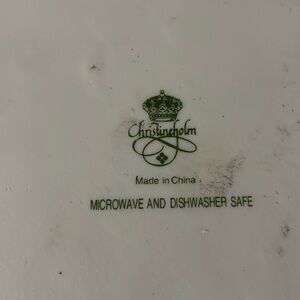 Christineholm
Made in China
MICROWAVE AND DISHWASHER SAFE